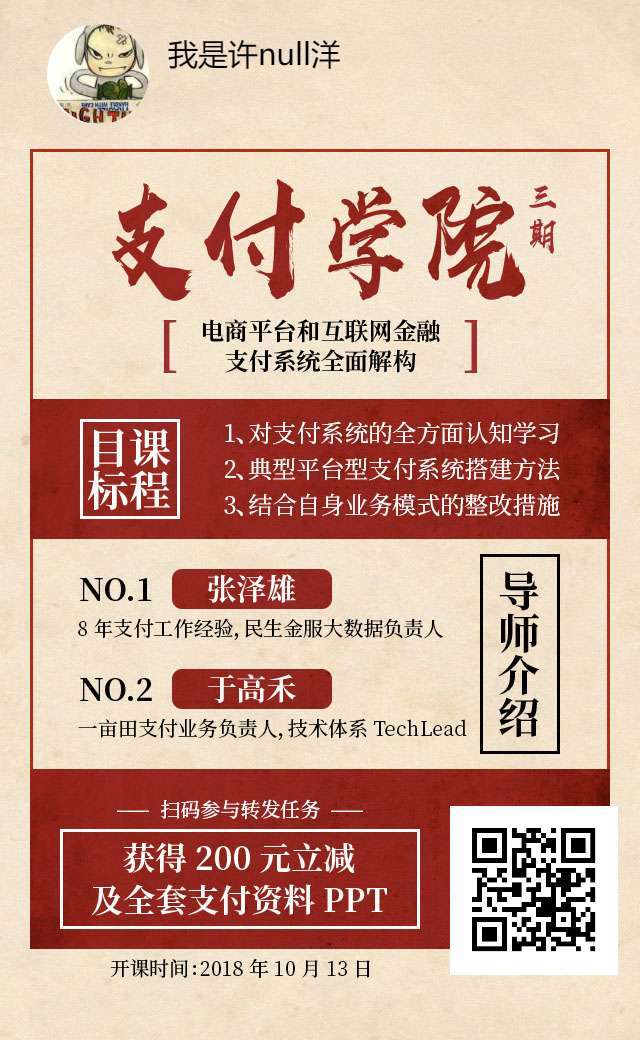 我是许null洋
支付学院
三期
[ 电商平台和互联网金融
支付系统全面解构 ]
课程目标
1、对支付系统的全方面认知学习
2、典型平台型支付系统搭建方法
3、结合自身业务模式的整改措施
导师介绍
NO.1 张泽雄
8 年支付工作经验, 民生金服大数据负责人
NO.2 于高禾
一亩田支付业务负责人, 技术体系 TechLead
—— 扫码参与转发任务 ——
获得 200 元立减
及全套支付资料 PPT
开课时间:2018 年 10 月 13 日